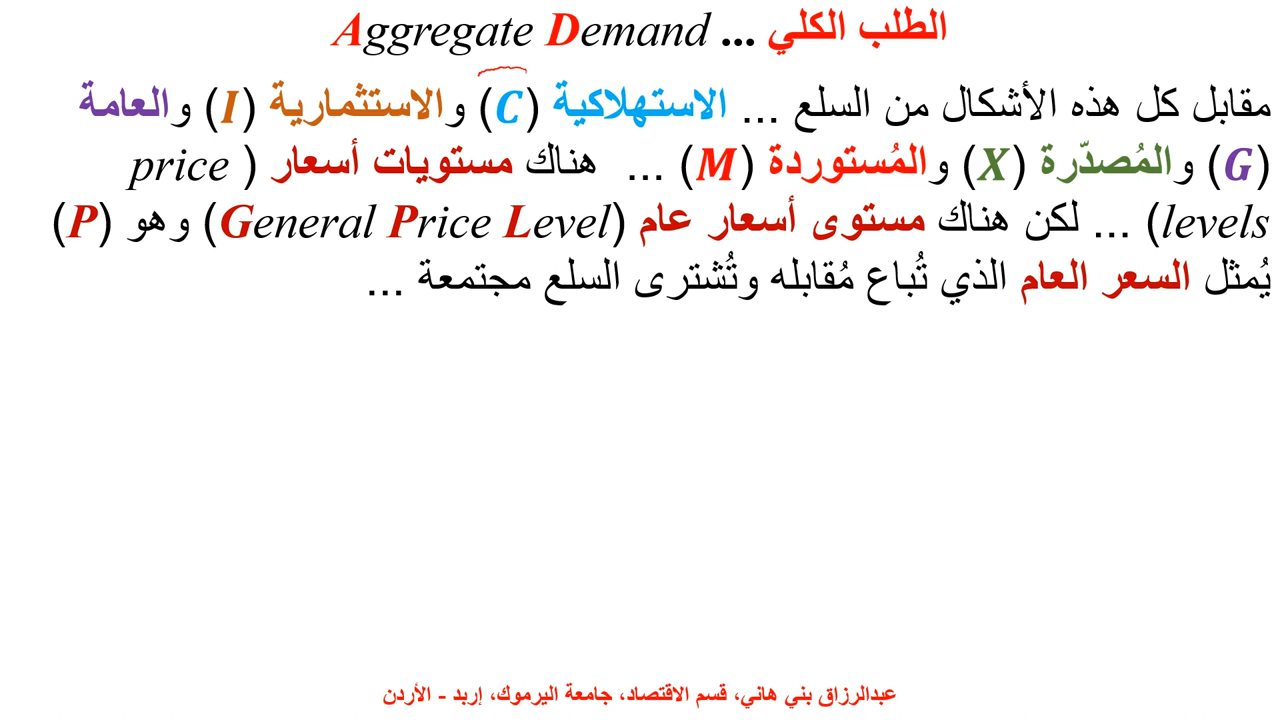 الطلب الكلي ... Aggregate Demand
مقابل كل هذه الأشكال من السلع ... الاستهلاكية (C) والاستثمارية (I) والعامة
(G) والمُصدّرة (X) والمُستوردة (M) ... هناك مستويات أسعار ( price
levels) ... لكن هناك مستوى أسعار عام (General Price Level) وهو (P)
يُمثل السعر العام الذي تُباع مُقابله وتُشترى السلع مجتمعة ...
عبدالرزاق بني هاني، قسم الاقتصاد، جامعة اليرموك، إربد - الأردن